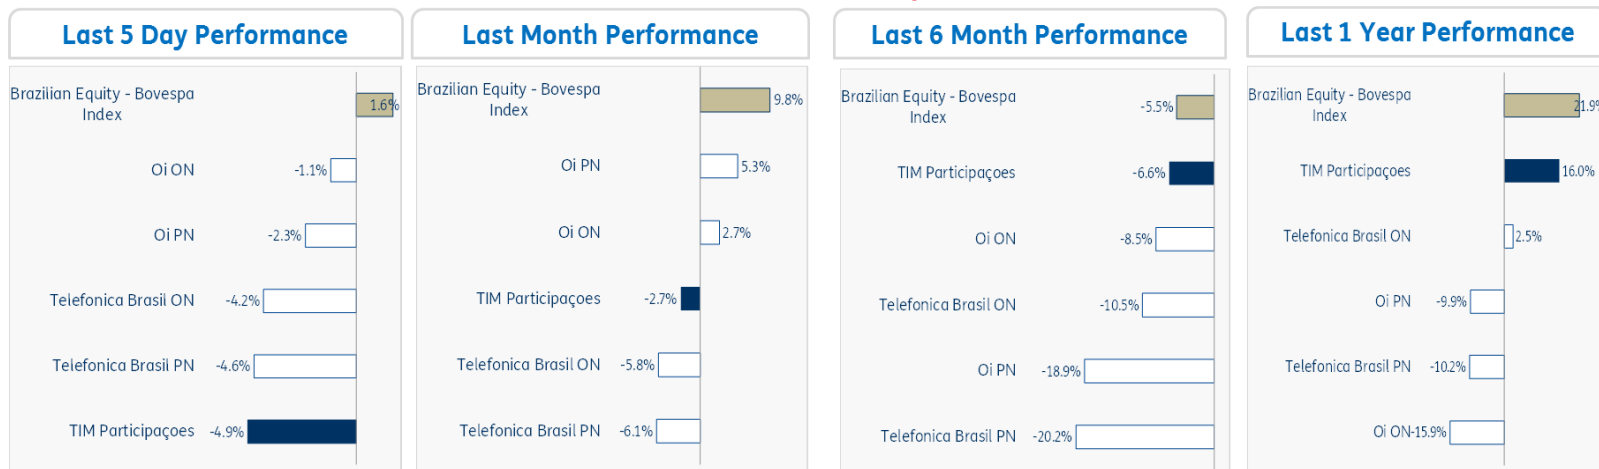 Last 5 Day Performance
Brazilian Equity - Bovespa
Index
1.6%
Oi ON
-1.1%
Oi PN
-2.3%
Telefonica Brasil ON
-4.2%
Telefonica Brasil PN
-4.6%
TIM Participaçoes
-4.9%
Last Month Performance
Brazilian Equity - Bovespa
Index
9.8%
Oi PN
5.3%
Oi ON
2.7%
TIM Participaçoes
-2.7%
Telefonica Brasil ON
-5.8%
Telefonica Brasil PN
-6.1%
Last 6 Month Performance
Brazilian Equity - Bovespa
Index
-5.5%
TIM Participaçoes
-6.6%
Oi ON
-8.5%
Telefonica Brasil ON
-10.5%
Oi PN
-18.9%
Telefonica Brasil PN
-20.2%
Last 1 Year Performance
Brazilian Equity - Bovespa
Index
21.9%
TIM Participaçoes
16.0%
Telefonica Brasil ON
2.5%
Oi PN
-9.9%
Telefonica Brasil PN
-10.2%
Oi ON
-15.9%